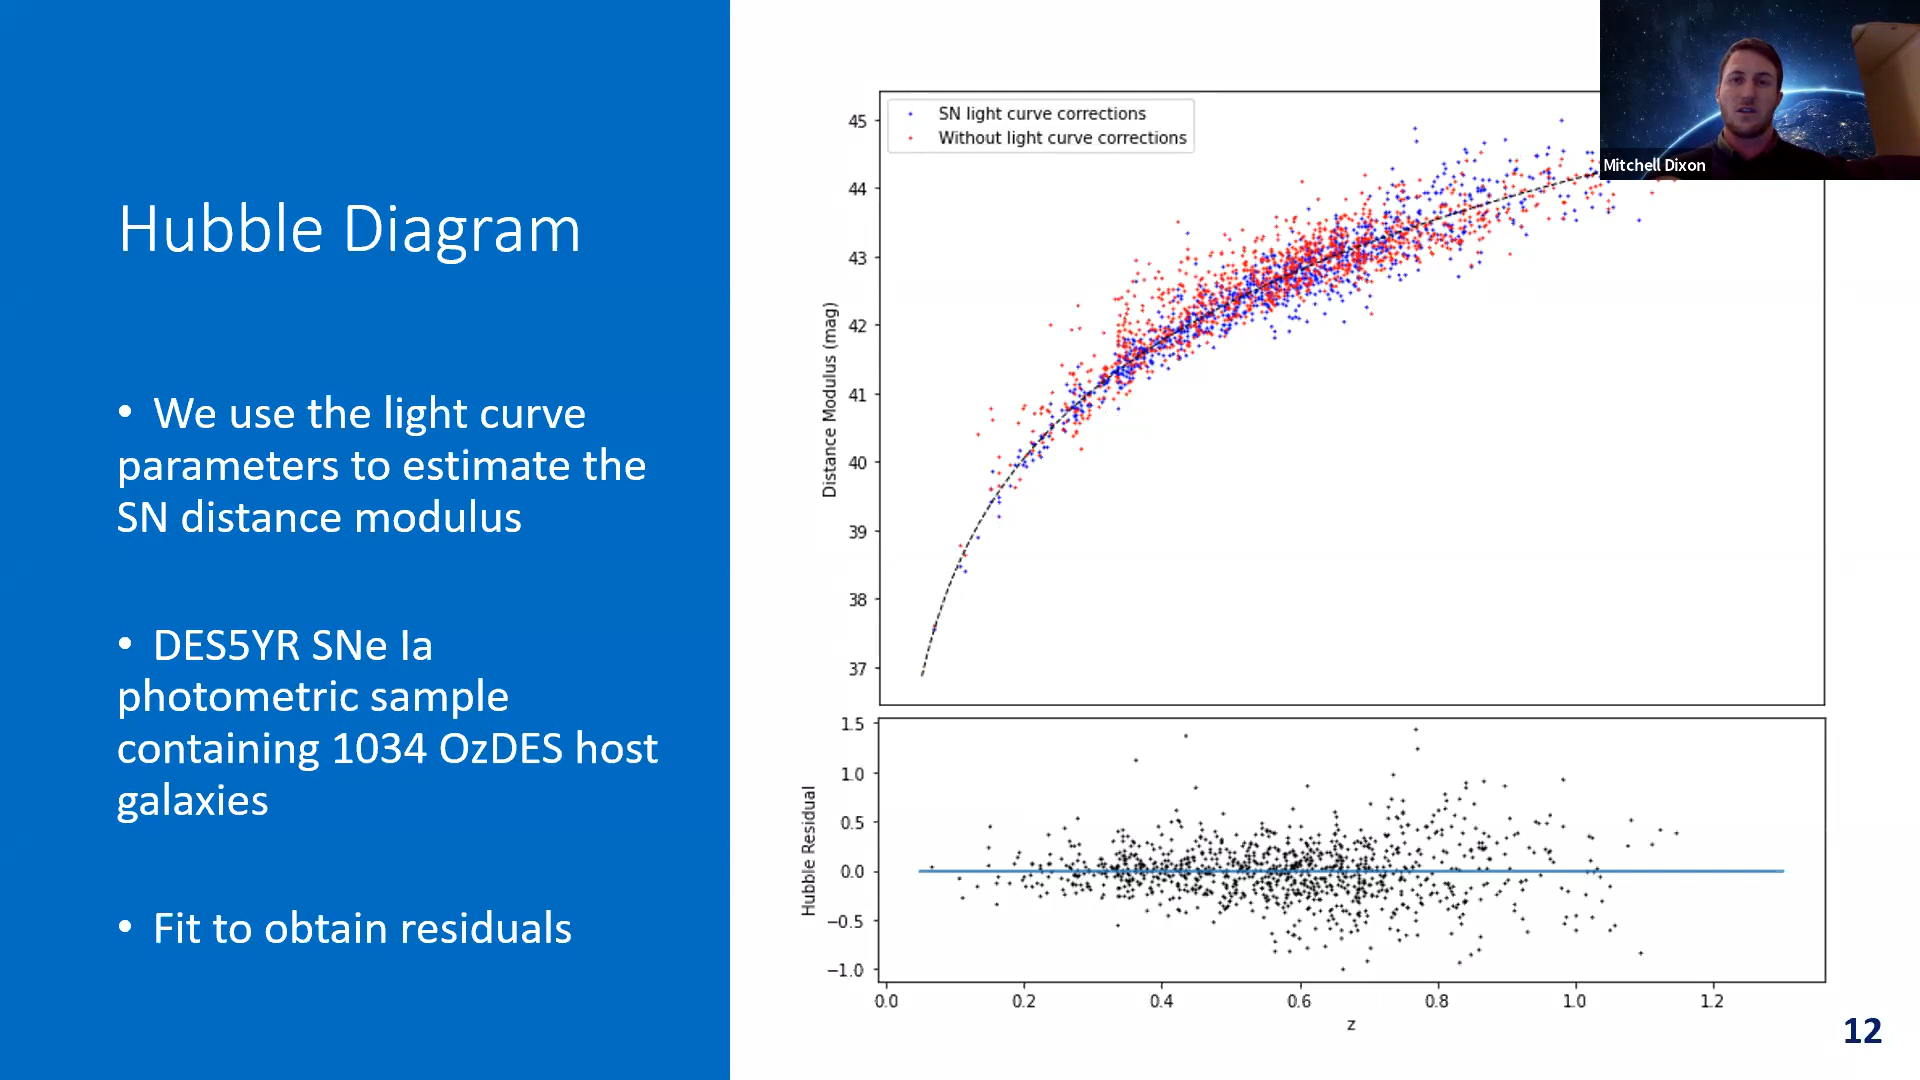 Hubble Diagram
• We use the light curve
parameters to estimate the
SN distance modulus
• DES5YR SNe Ia
photometric sample
containing 1034 OzDES host
galaxies
• Fit to obtain residuals
SN light curve corrections
Without light curve corrections
Distance Modulus (mag)
45
44
43
42
41
40
39
38
37
Hubble Residual
1.5
1.0
0.5
0.0
−0.5
−1.0
0.0 0.2 0.4 0.6 0.8 1.0 1.2
z
Mitchell Dixon
12